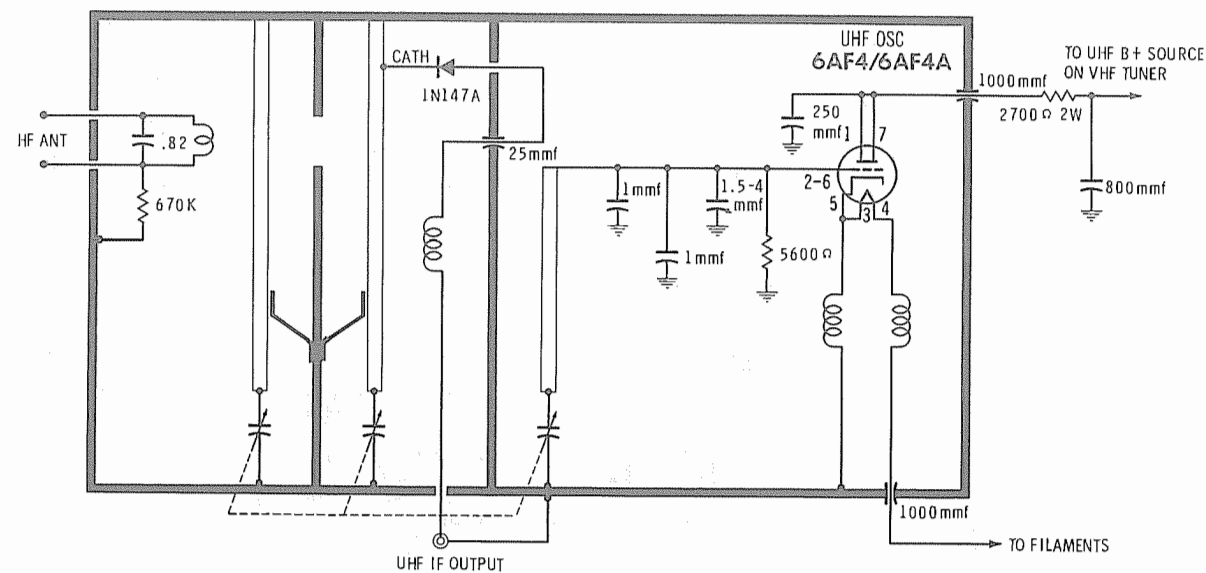 UHF OSC
6AF4/6AF4A
TO UHF B+ SOURCE
ON VHF TUNER
CATH
1N147A
1000mmf
2700Ω 2W
250
mmf
1
7
HF ANT
.82
25mmf
2-6
1mmf
1.5-4
mmf
5
3
4
800mmf
670K
1mmf
5600Ω
1000mmf
TO FILAMENTS
UHF IF OUTPUT